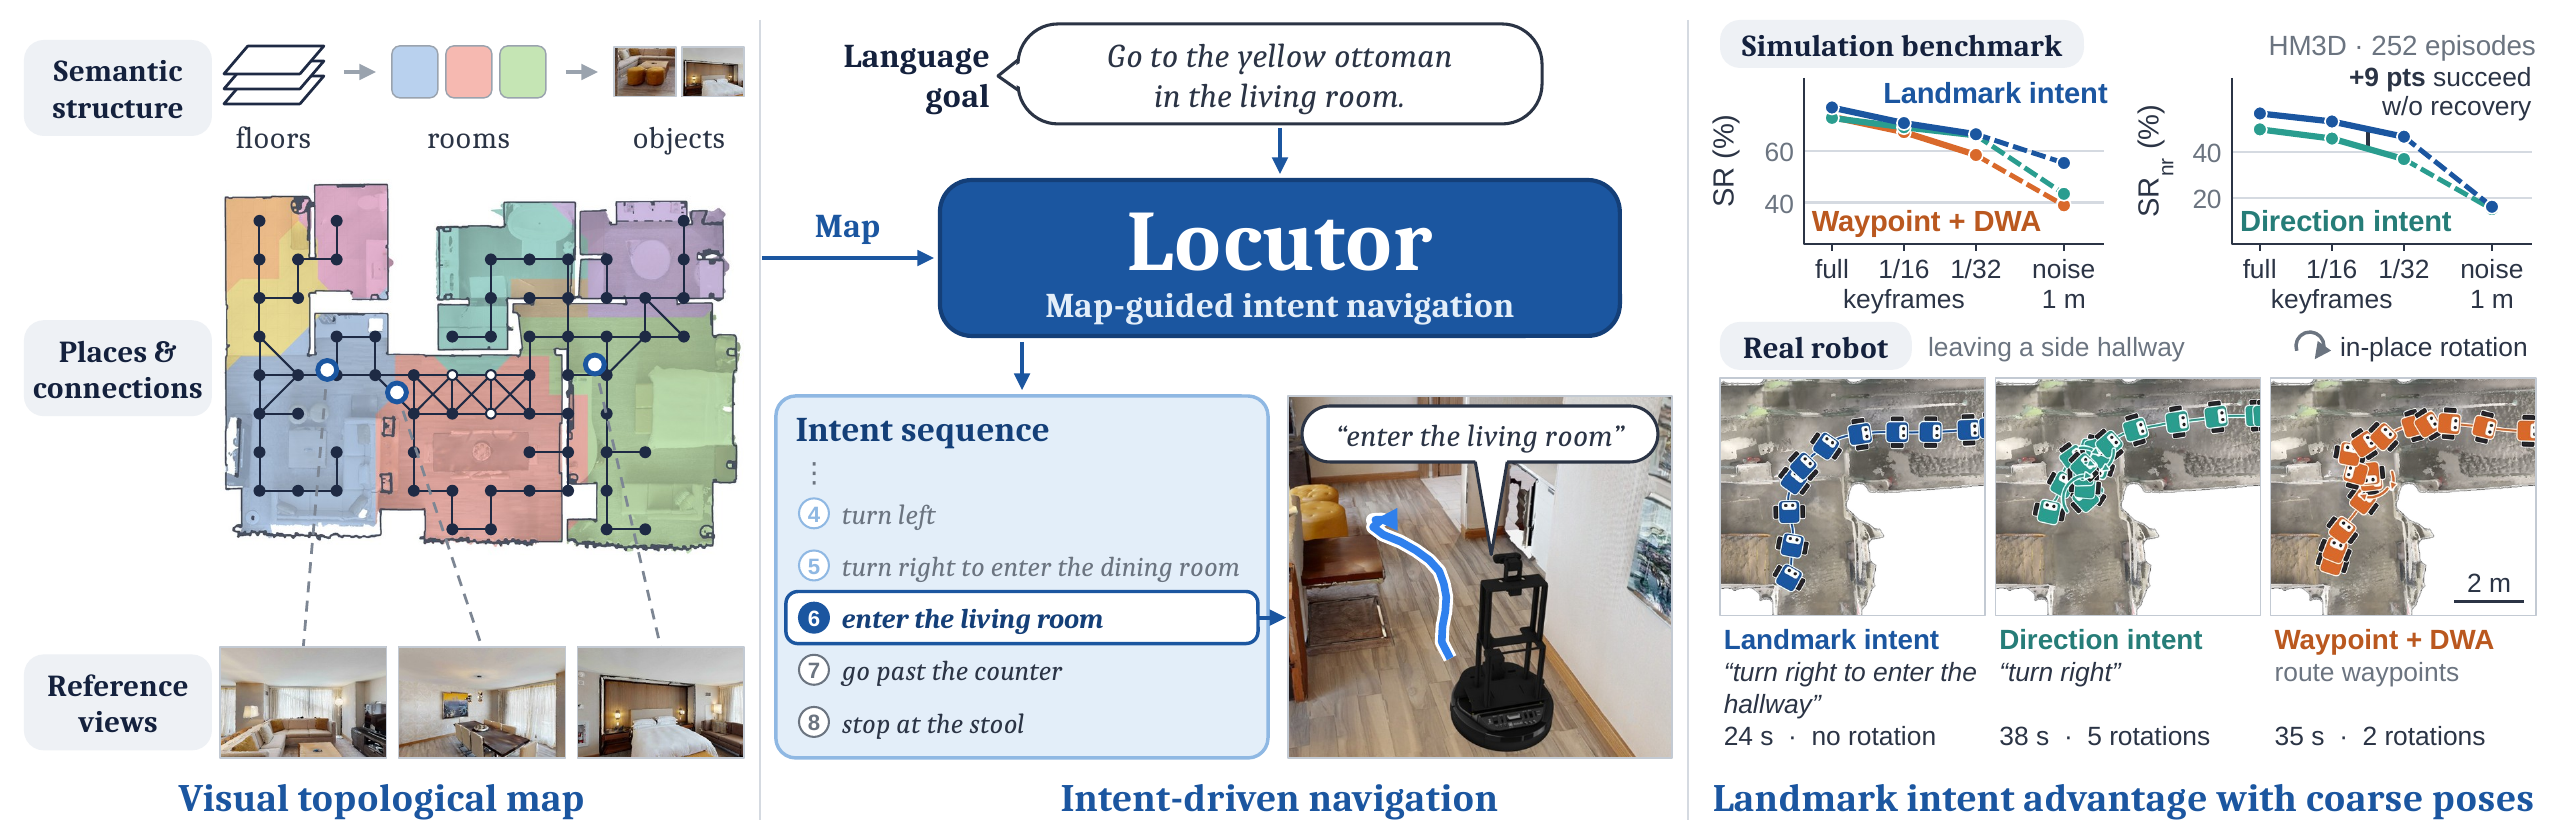 Semantic
structure
floors
rooms
objects
Places &
connections
Reference
views
Visual topological map
Language
goal
Go to the yellow ottoman
in the living room.
Map
Locutor
Map-guided intent navigation
Intent sequence
⋮
4 turn left
5 turn right to enter the dining room
6 enter the living room
7 go past the counter
8 stop at the stool
“enter the living room”
Intent-driven navigation
Simulation benchmark
HM3D · 252 episodes
SR (%)
60
40
Landmark intent
Waypoint + DWA
full 1/16 1/32 noise
keyframes 1 m
SRnr (%)
40
20
+9 pts succeed
w/o recovery
Direction intent
full 1/16 1/32 noise
keyframes 1 m
Real robot
leaving a side hallway
in-place rotation
2 m
Landmark intent
“turn right to enter the
hallway”
24 s · no rotation
Direction intent
“turn right”
38 s · 5 rotations
Waypoint + DWA
route waypoints
35 s · 2 rotations
Landmark intent advantage with coarse poses